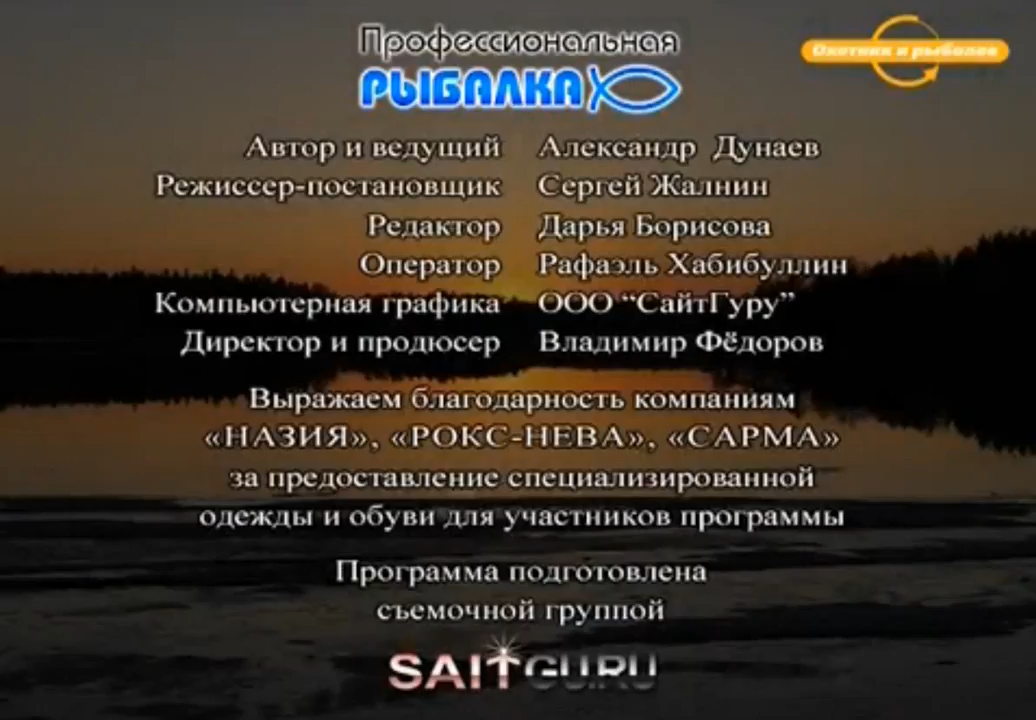 Профессиональная
РЫБАЛКА
Охотник и рыболов
Автор и ведущий Александр Дунаев
Режиссер-постановщик Сергей Жалнин
Редактор Дарья Борисова
Оператор Рафаэль Хабибуллин
Компьютерная графика ООО “СайтГуру”
Директор и продюсер Владимир Фёдоров
Выражаем благодарность компаниям
«НАЗИЯ», «РОКС-НЕВА», «САРМА»
за предоставление специализированной
одежды и обуви для участников программы
Программа подготовлена
съемочной группой
SAITGURU